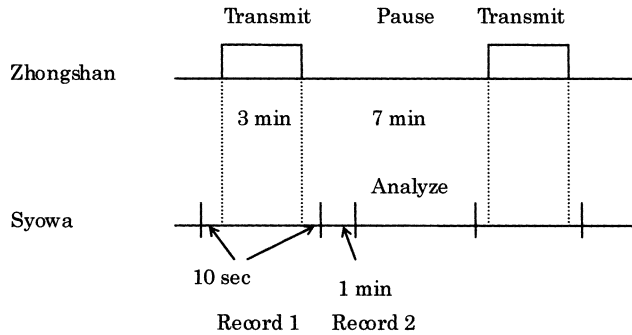 Transmit Pause Transmit
Zhongshan
3 min 7 min
Analyze
Syowa
10 sec 1 min
Record 1 Record 2